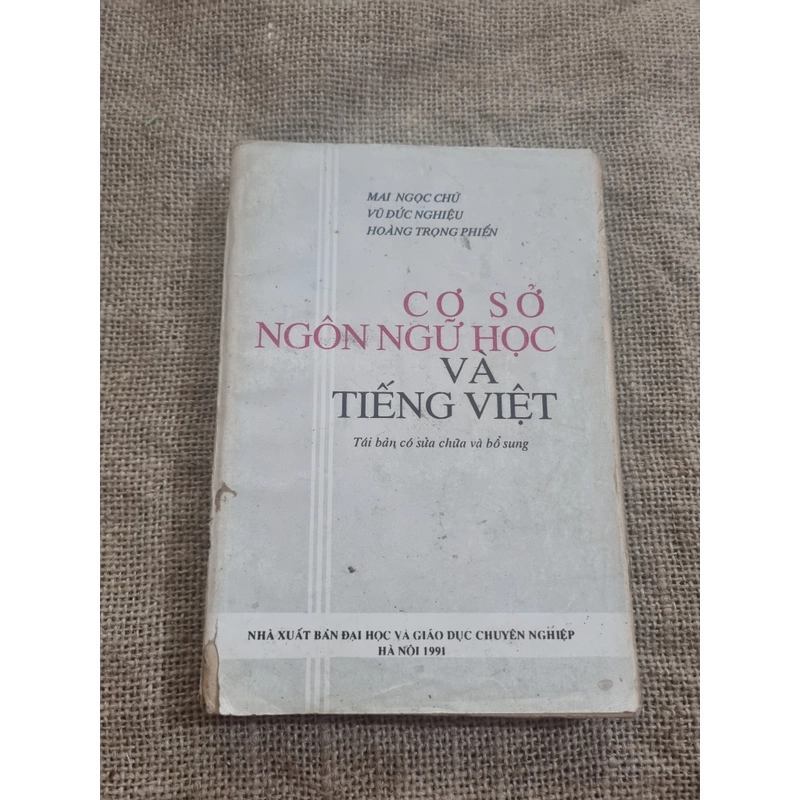 MAI NGỌC CHỪ
VŨ ĐỨC NGHIỆU
HOÀNG TRỌNG PHIẾN
CƠ SỞ
NGÔN NGỮ HỌC
VÀ
TIẾNG VIỆT
Tái bản có sửa chữa và bổ sung
NHÀ XUẤT BẢN ĐẠI HỌC VÀ GIÁO DỤC CHUYÊN NGHIỆP
HÀ NỘI 1991